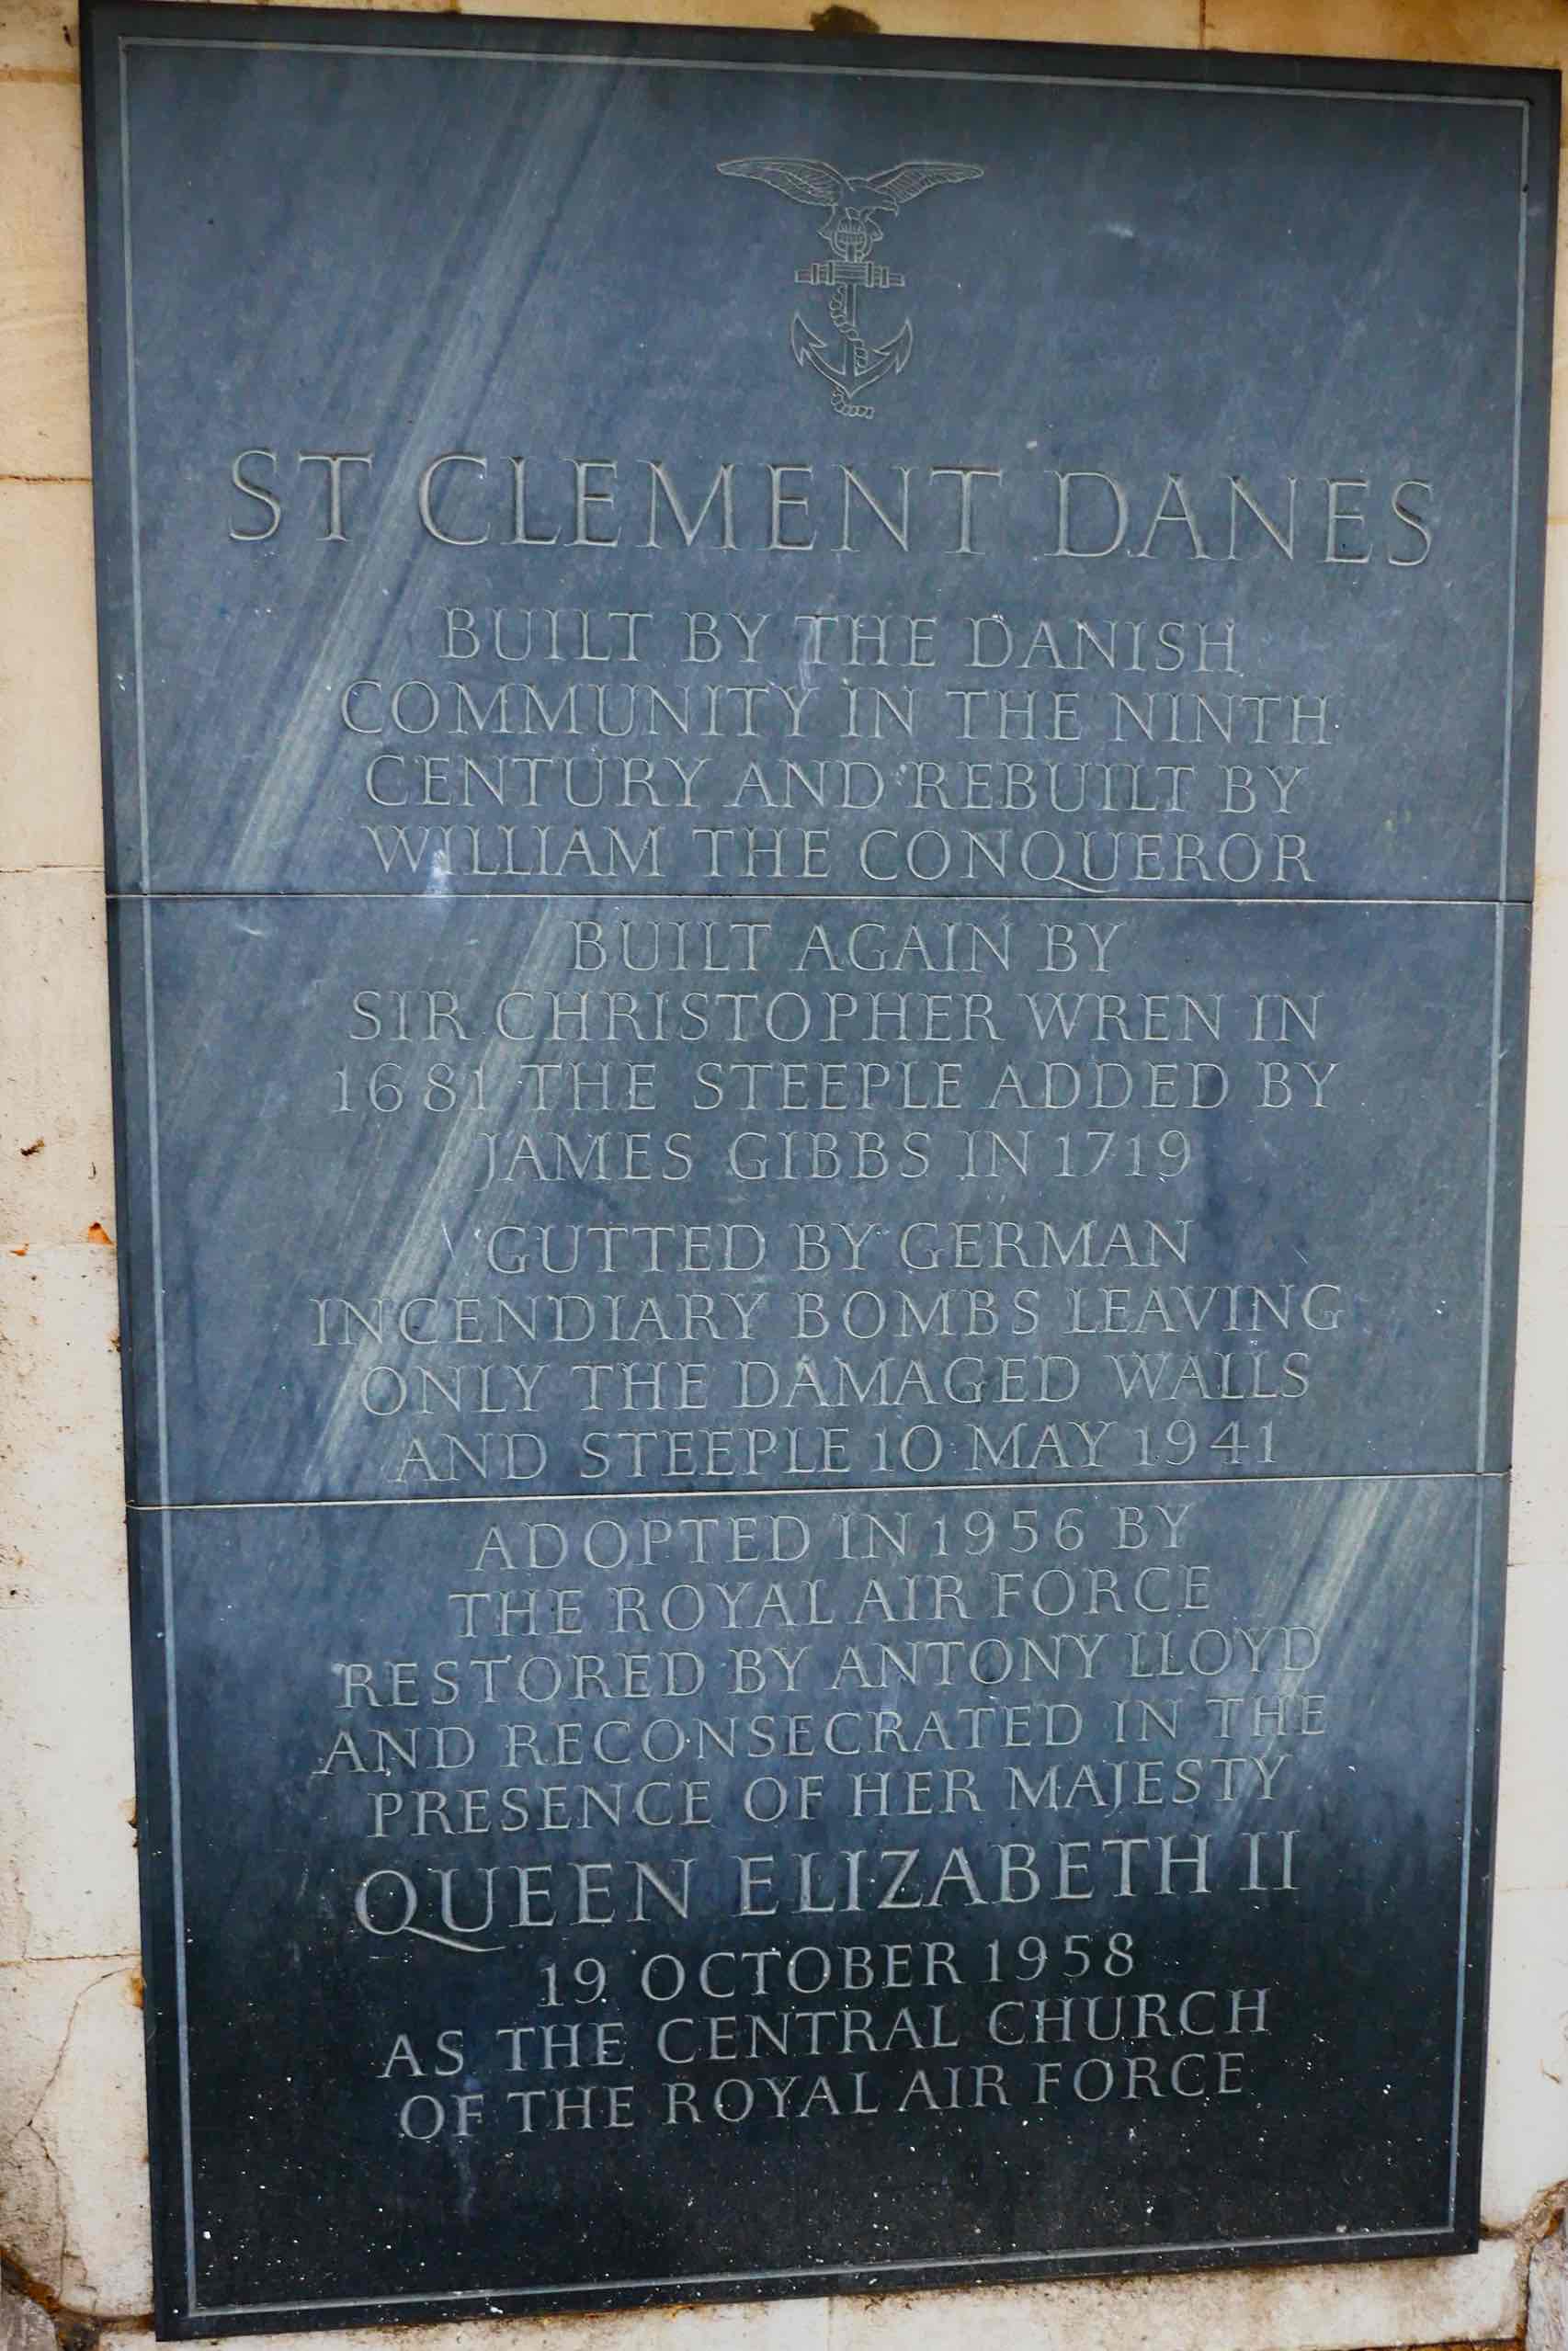 ST CLEMENT DANES
BUILT BY THE DANISH
COMMUNITY IN THE NINTH
CENTURY AND REBUILT BY
WILLIAM THE CONQUEROR
BUILT AGAIN BY
SIR CHRISTOPHER WREN IN
1681 THE STEEPLE ADDED BY
JAMES GIBBS IN 1719
GUTTED BY GERMAN
INCENDIARY BOMBS LEAVING
ONLY THE DAMAGED WALLS
AND STEEPLE 10 MAY 1941
ADOPTED IN 1956 BY
THE ROYAL AIR FORCE
RESTORED BY ANTONY LLOYD
AND RECONSECRATED IN THE
PRESENCE OF HER MAJESTY
QUEEN ELIZABETH II
19 OCTOBER 1958
AS THE CENTRAL CHURCH
OF THE ROYAL AIR FORCE